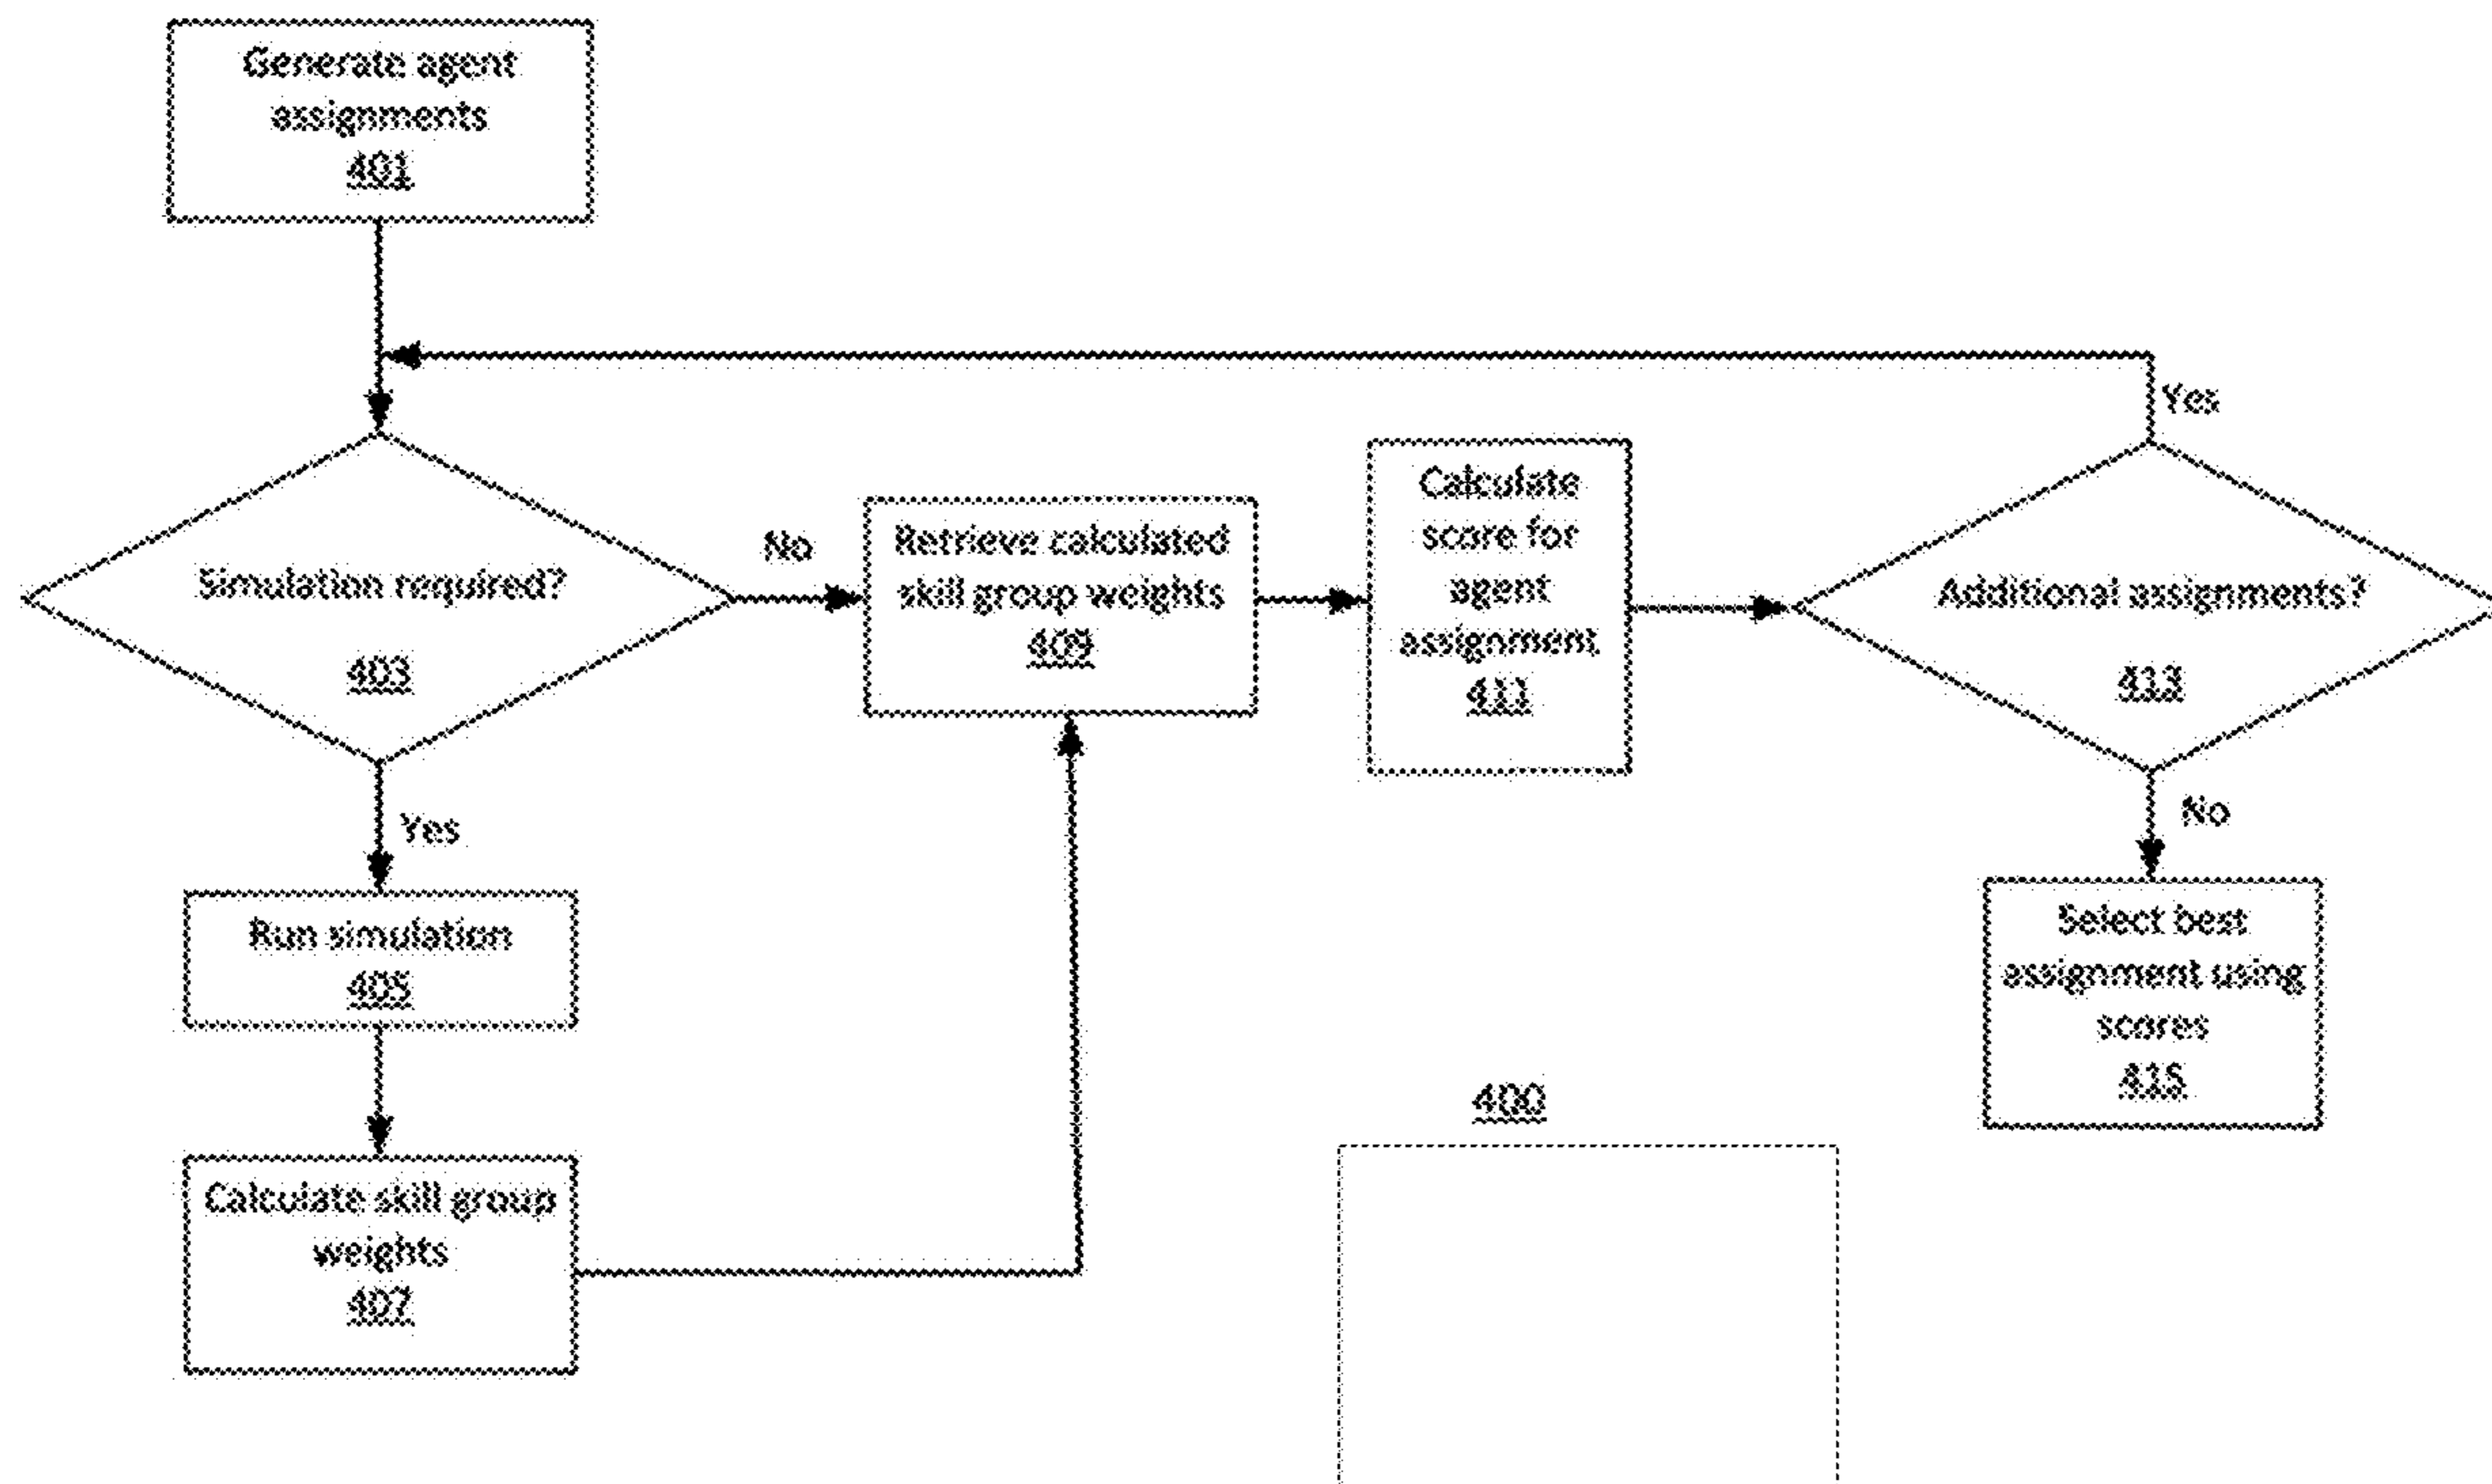 Generate agent
assignments
401
Yes
Simulation required?
403
No
Retrieve calculated
skill group weights
409
Calculate
score for
agent
assignment
411
Additional assignments?
413
Yes
No
Run simulation
405
Select best
assignment using
scores
415
Calculate skill group
weights
407
400